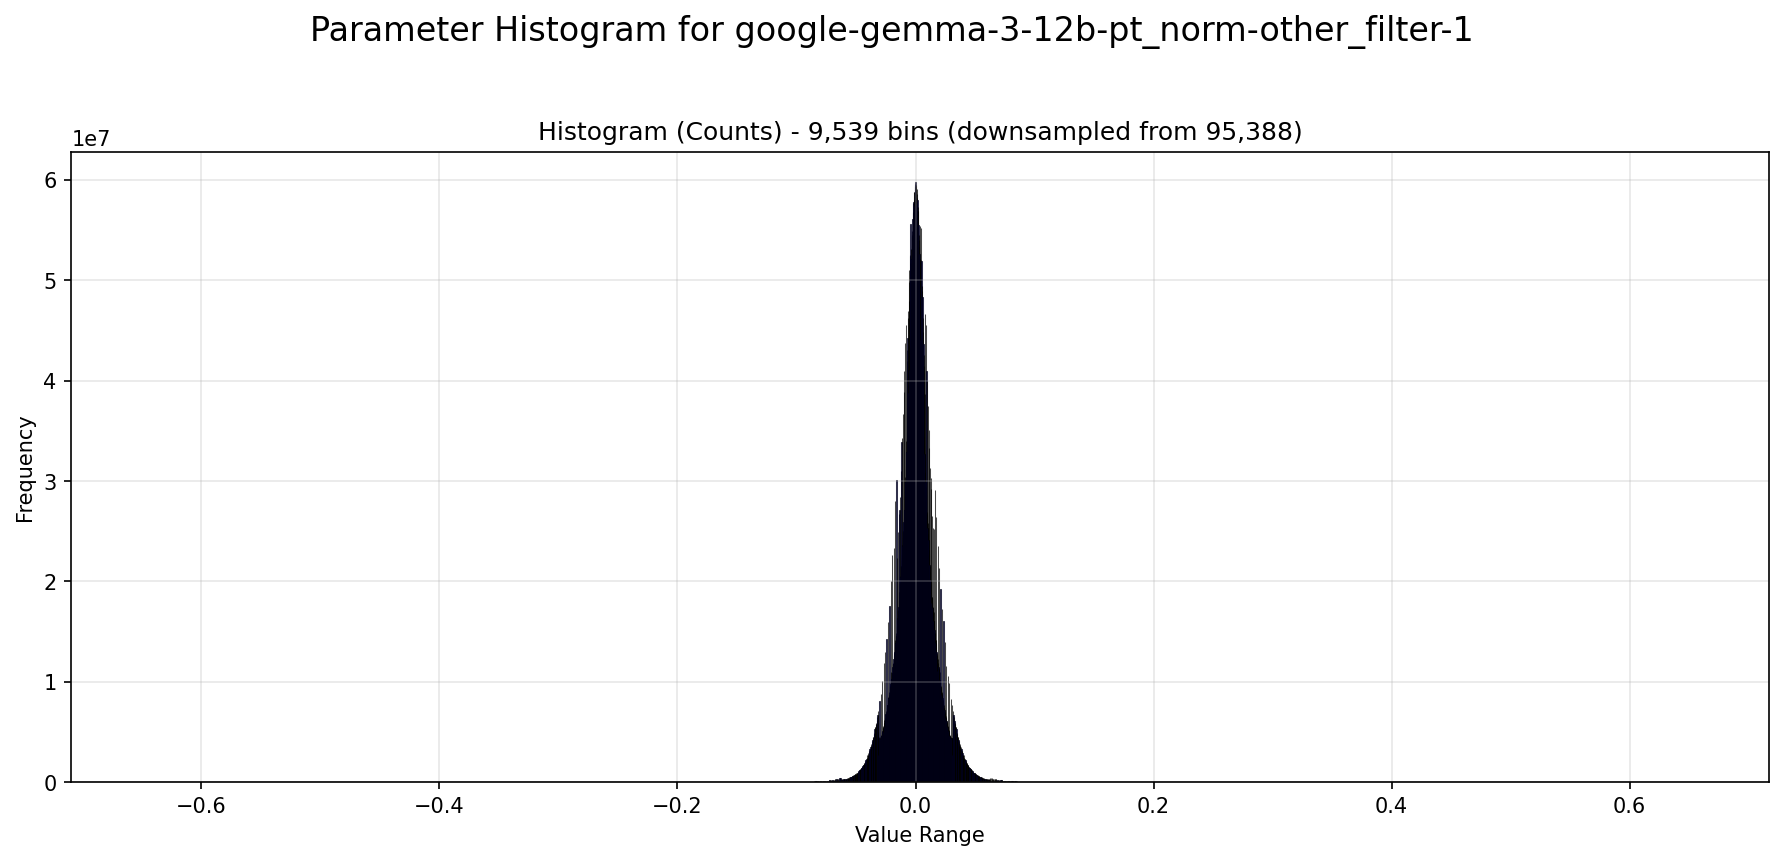 Parameter Histogram for google-gemma-3-12b-pt_norm-other_filter-1
Histogram (Counts) - 9,539 bins (downsampled from 95,388)
1e7
6
5
4
3
2
1
0
Frequency
−0.6 −0.4 −0.2 0.0 0.2 0.4 0.6
Value Range